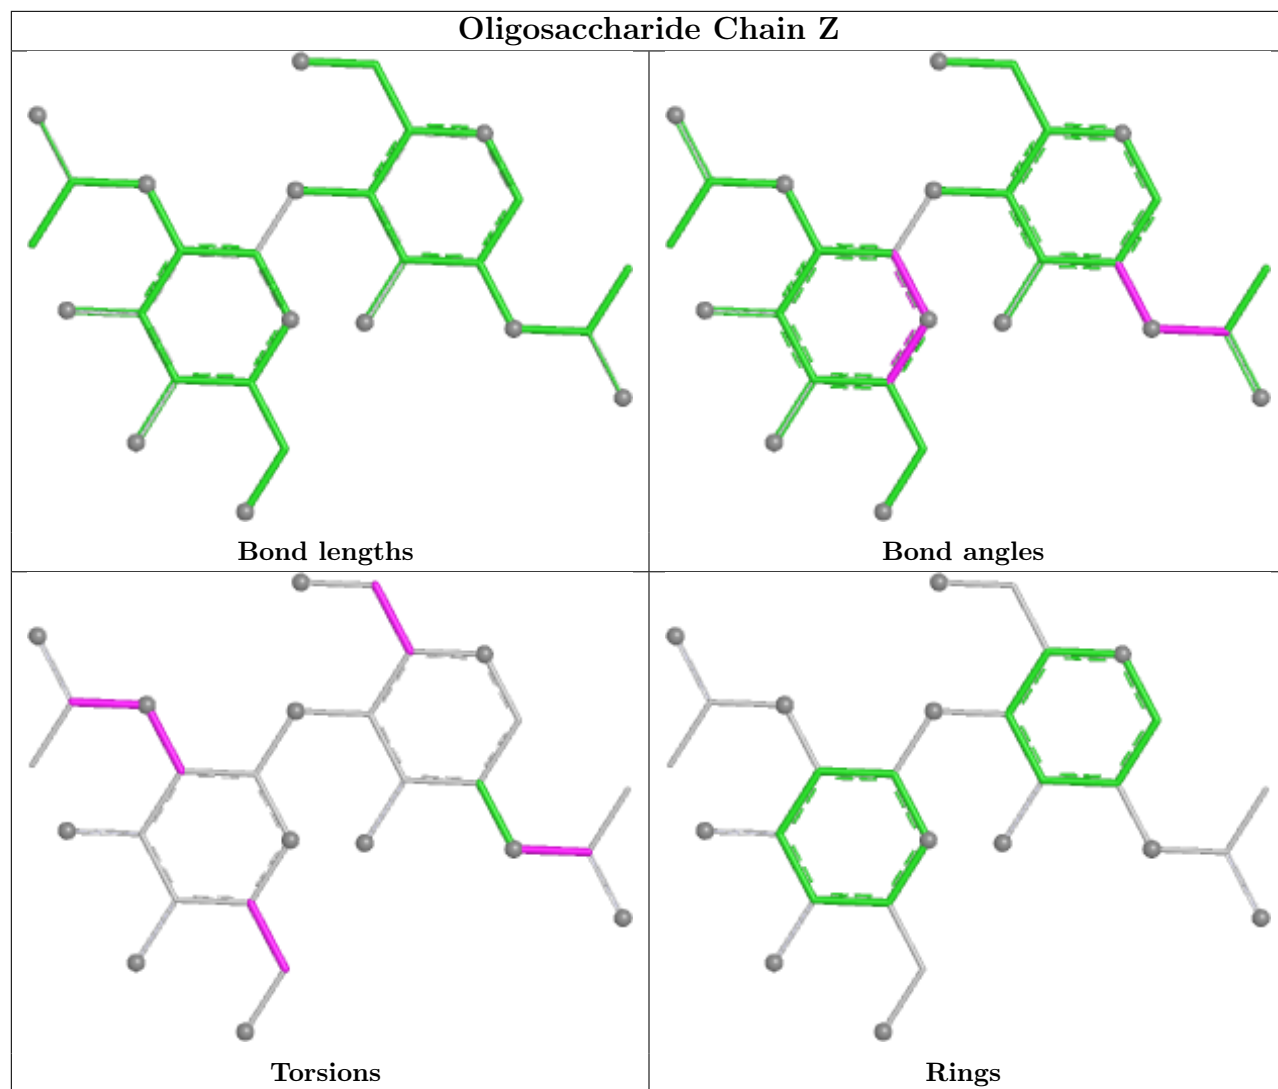 Oligosaccharide Chain Z
Bond lengths
Bond angles
Torsions
Rings